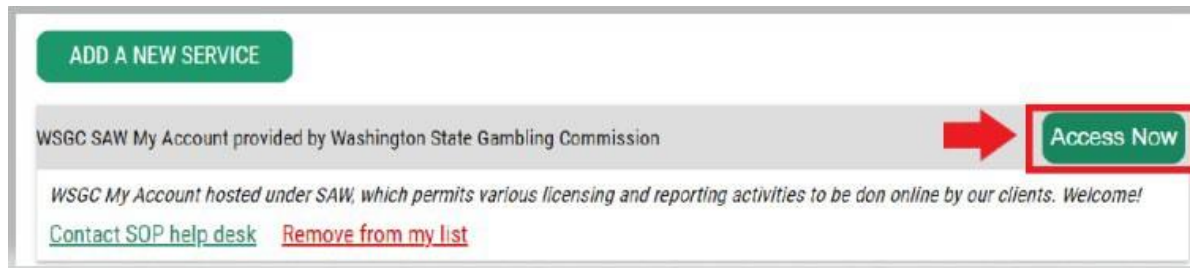 ADD A NEW SERVICE
WSGC SAW My Account provided by Washington State Gambling Commission
Access Now
WSGC My Account hosted under SAW, which permits various licensing and reporting activities to be don online by our clients. Welcome!
Contact SOP help desk Remove from my list